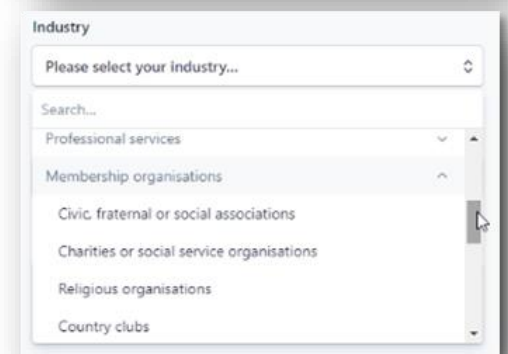 Industry
Please select your industry...
Search...
Professional services
Membership organisations
Civic, fraternal or social associations
Charities or social service organisations
Religious organisations
Country clubs